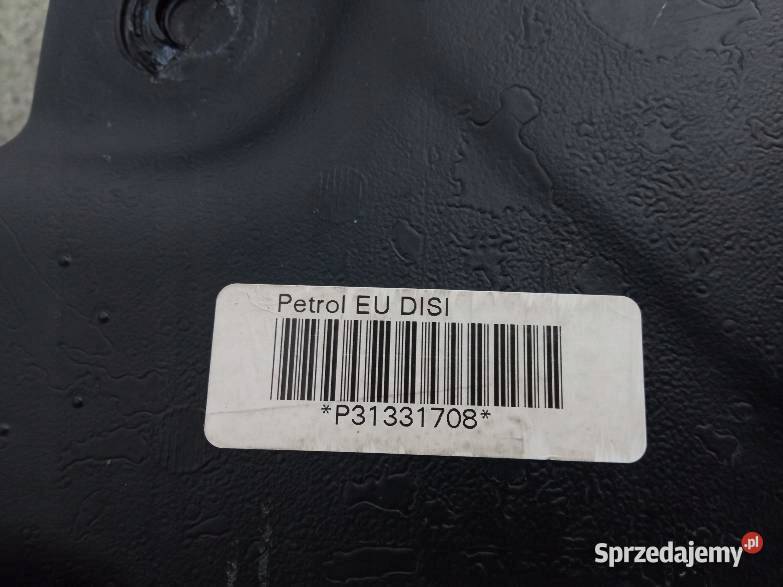 Petrol EU DISI
*P31331708*
Sprzedajemy.pl